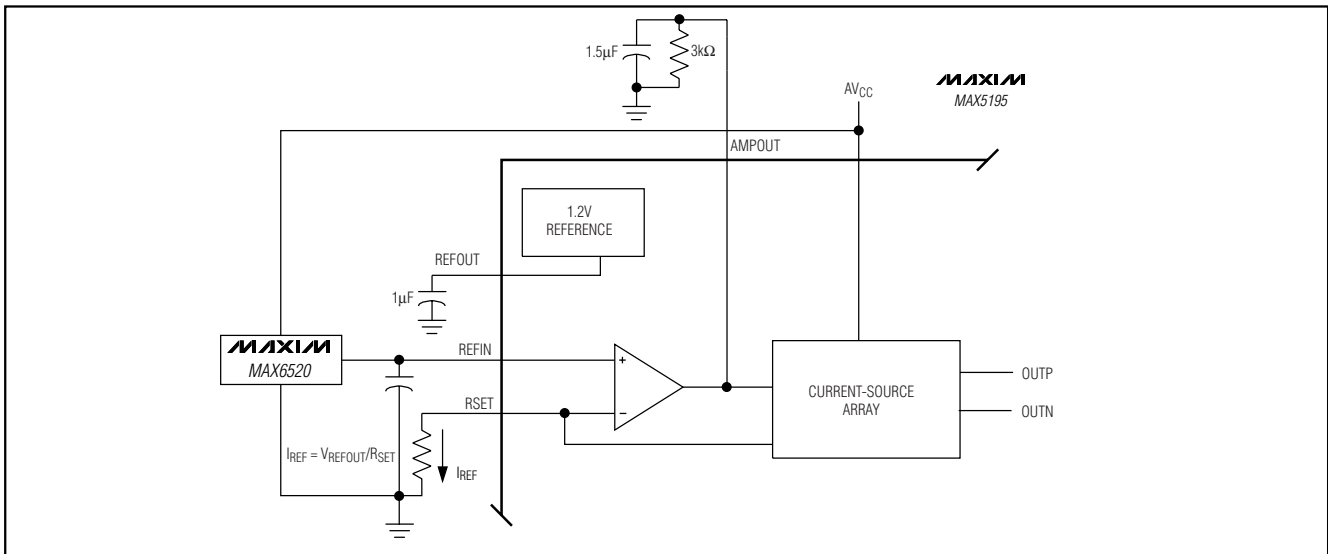 1.5µF
3kΩ
MAXIM
MAX5195
AVCC
AMPOUT
1.2V
REFERENCE
REFOUT
1µF
MAXIM
MAX6520
REFIN
+
RSET
−
CURRENT-SOURCE
ARRAY
OUTP
OUTN
IREF = VREFOUT/RSET
IREF